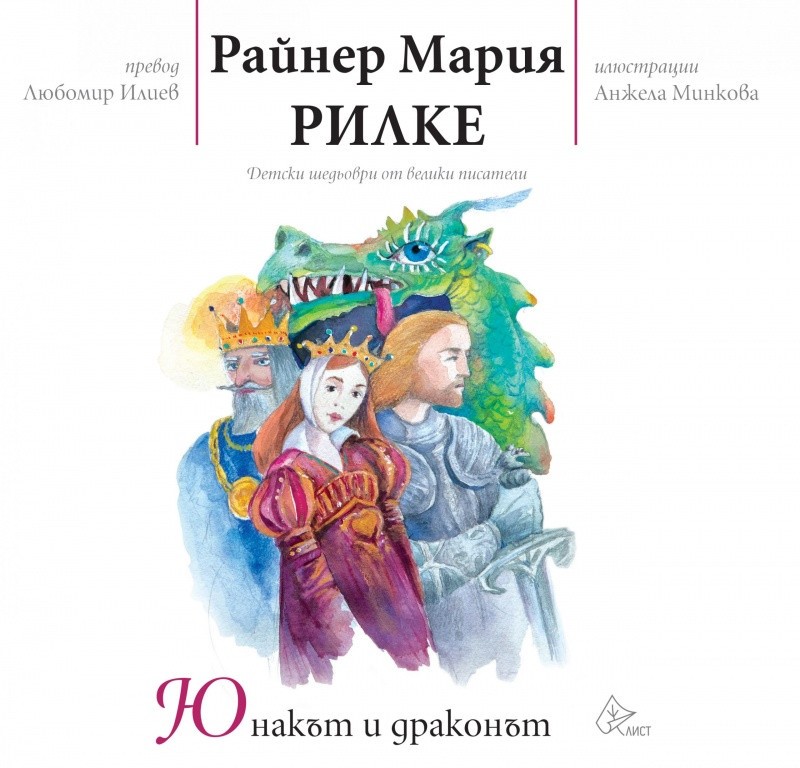 превод
Любомир Илиев
Райнер Мария
РИЛКЕ
илюстрации
Анжела Минкова
Детски шедьоври от велики писатели
Юнакът и драконът
ЛИСТ